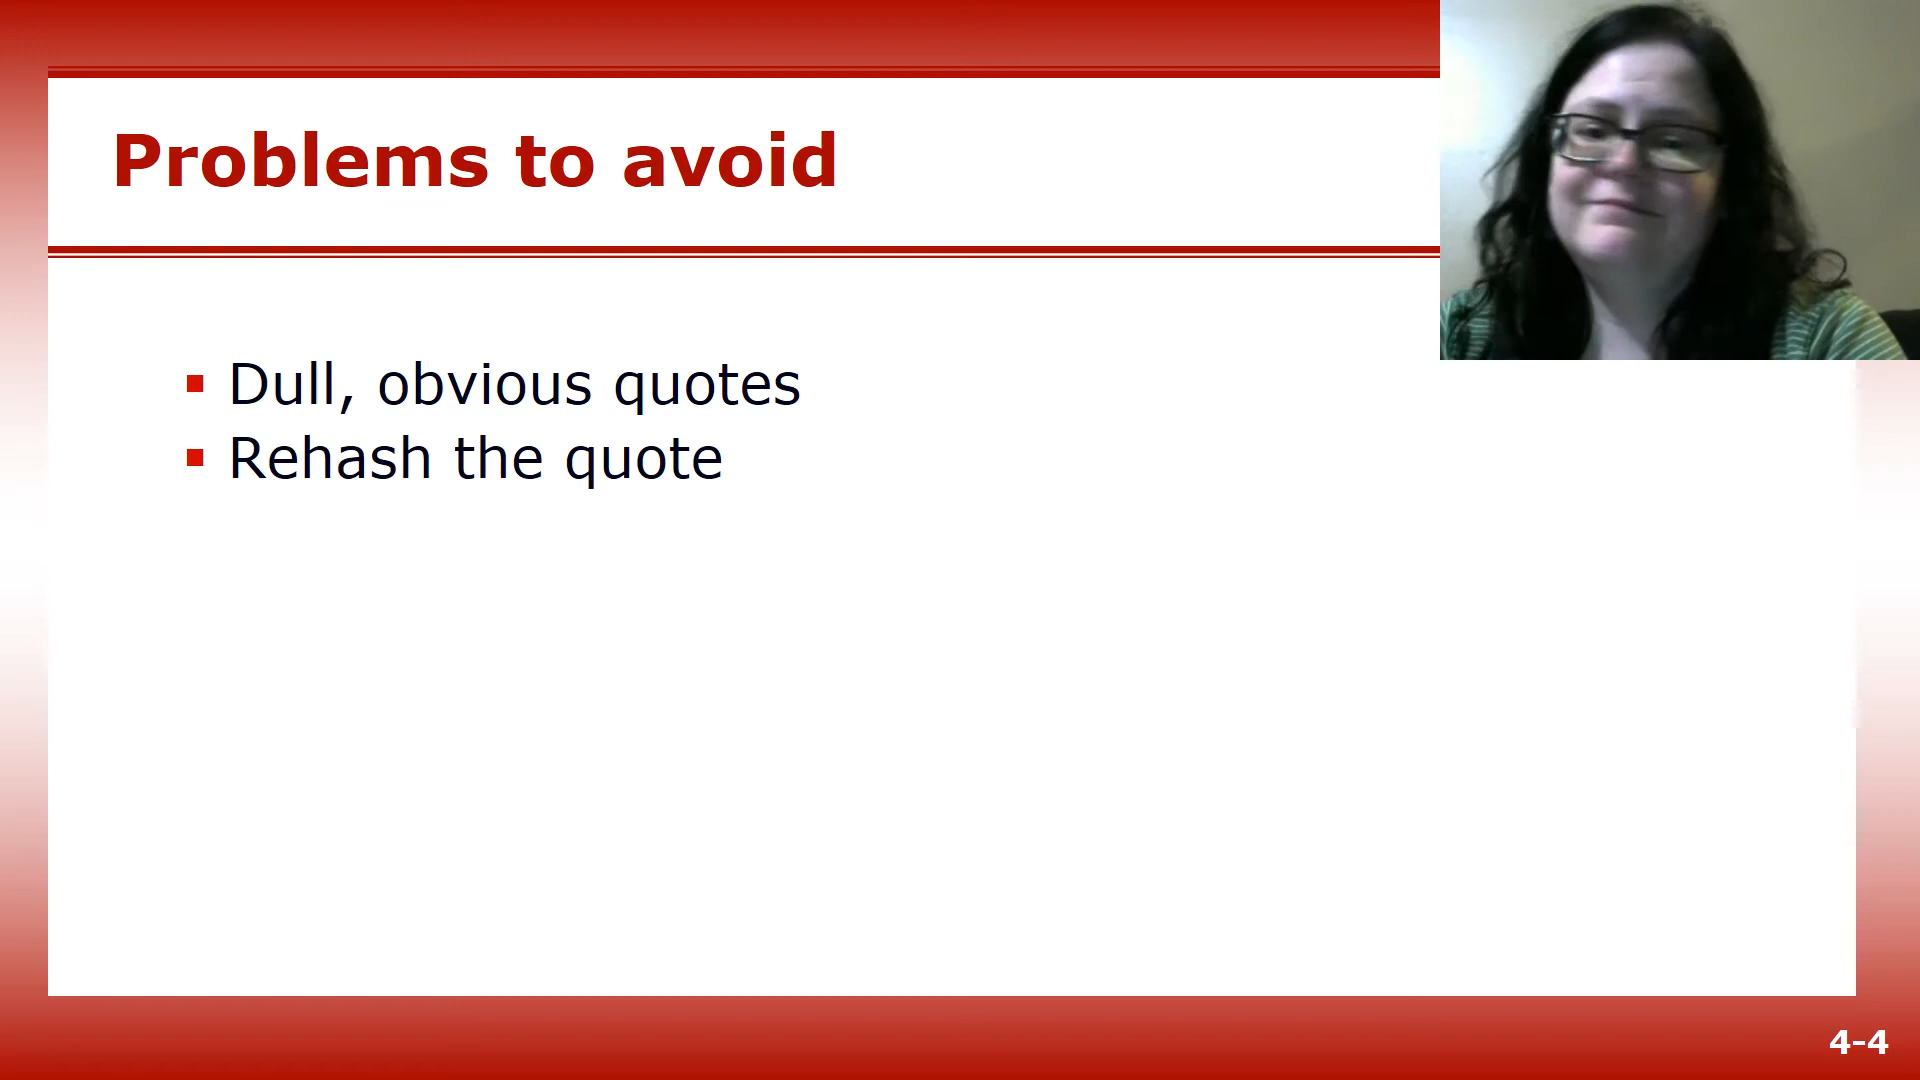 Problems to avoid
Dull, obvious quotes
Rehash the quote
4-4